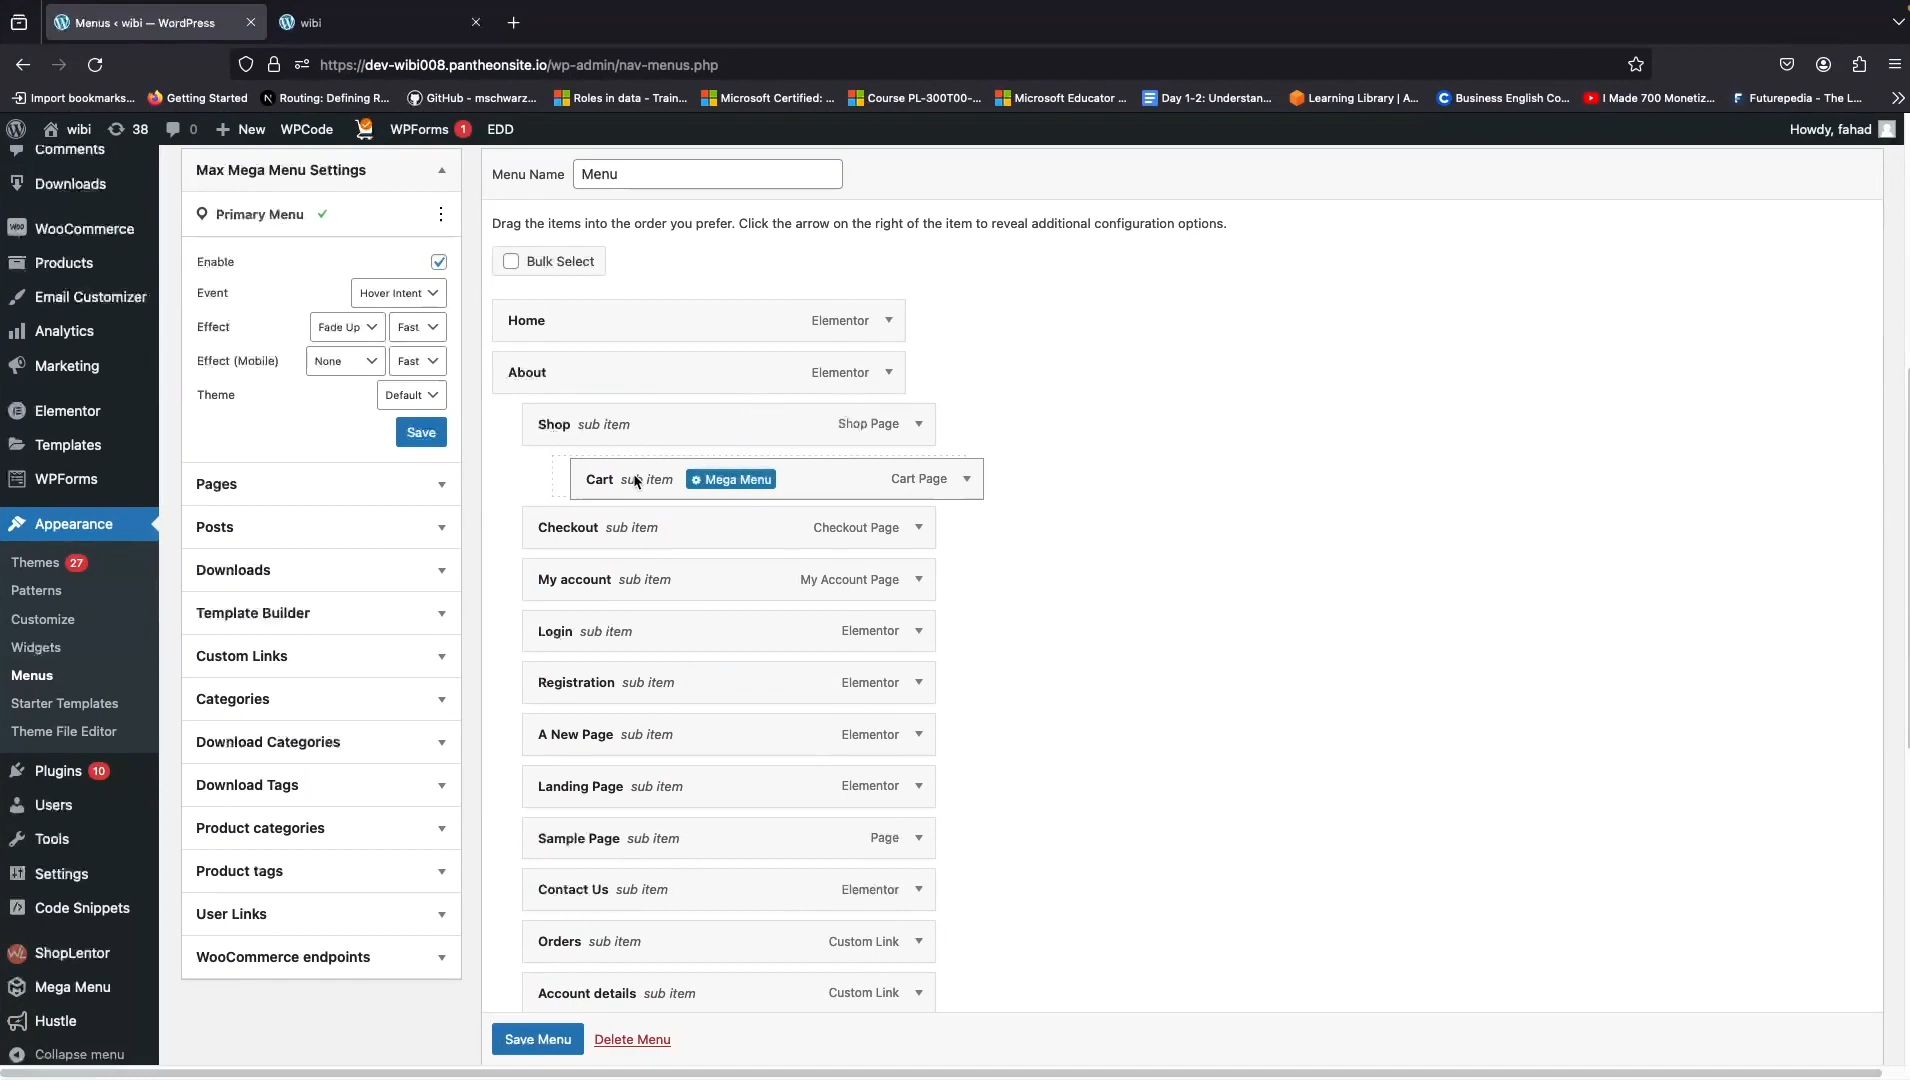 Menus ‹ wibi — WordPress
wibi
https://dev-wibi008.pantheonsite.io/wp-admin/nav-menus.php
Import bookmarks...
Getting Started
Routing: Defining R...
GitHub - mschwarz...
Roles in data - Train...
Microsoft Certified: ...
Course PL-300T00-...
Microsoft Educator ...
Day 1-2: Understan...
Learning Library | A...
Business English Co...
I Made 700 Monetiz...
Futurepedia - The L...
wibi
38
0
New
WPCode
WPForms 1
EDD
Howdy, fahad
Comments
Downloads
WooCommerce
Products
Email Customizer
Analytics
Marketing
Elementor
Templates
WPForms
Appearance
Themes 27
Patterns
Customize
Widgets
Menus
Starter Templates
Theme File Editor
Plugins 10
Users
Tools
Settings
Code Snippets
ShopLentor
Mega Menu
Hustle
Collapse menu
Max Mega Menu Settings
Primary Menu
Enable
Event Hover Intent
Effect Fade Up Fast
Effect (Mobile) None Fast
Theme Default
Save
Pages
Posts
Downloads
Template Builder
Custom Links
Categories
Download Categories
Download Tags
Product categories
Product tags
User Links
WooCommerce endpoints
Menu Name Menu
Drag the items into the order you prefer. Click the arrow on the right of the item to reveal additional configuration options.
Bulk Select
Home Elementor
About Elementor
Shop sub item Shop Page
Cart sub item Mega Menu Cart Page
Checkout sub item Checkout Page
My account sub item My Account Page
Login sub item Elementor
Registration sub item Elementor
A New Page sub item Elementor
Landing Page sub item Elementor
Sample Page sub item Page
Contact Us sub item Elementor
Orders sub item Custom Link
Account details sub item Custom Link
Save Menu Delete Menu